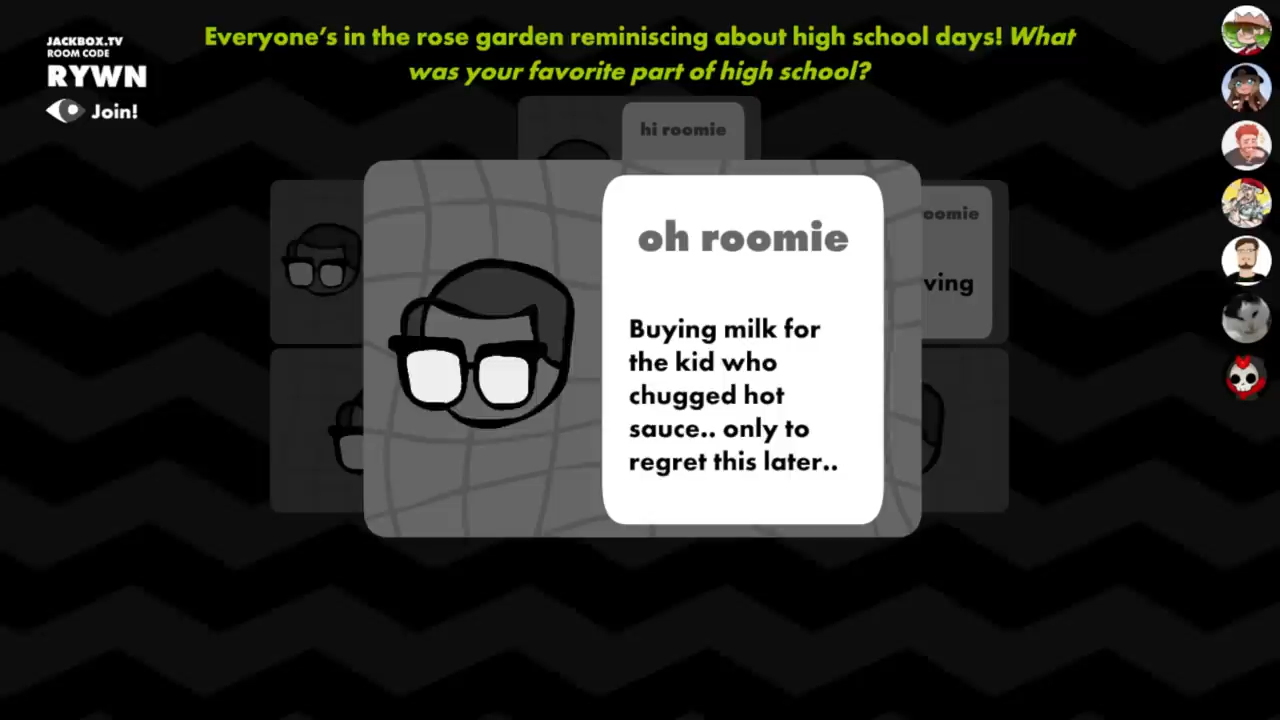 JACKBOX.TV
ROOM CODE
RYWN
Join!
Everyone's in the rose garden reminiscing about high school days! What
was your favorite part of high school?
hi roomie
oh roomie
Buying milk for
the kid who
chugged hot
sauce.. only to
regret this later..